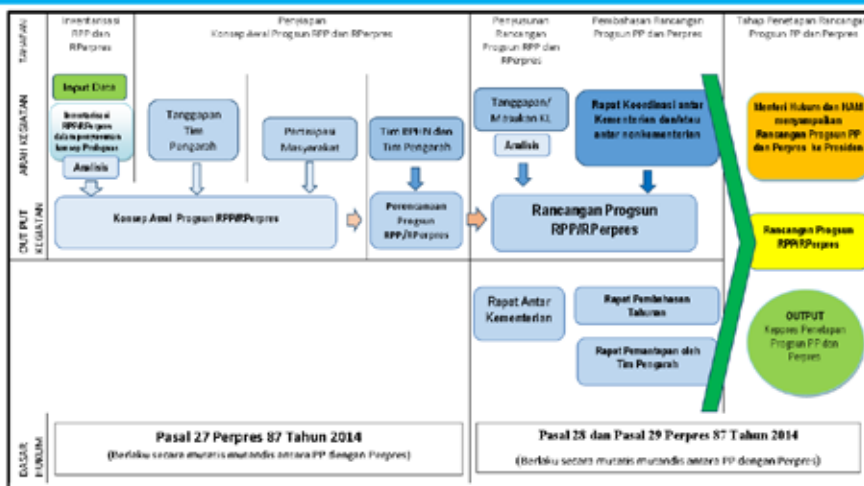 TAHAPAN
Inventarisasi
RPP dan
RPerpres
Penyiapan
Konsep Awal Progsun RPP dan RPerpres
Penyusunan
Rancangan
Progsun RPP dan
RPerpres
Pembahasan Rancangan
Progsun PP dan Perpres
Tahap Penetapan Rancangan
Progsun PP dan Perpres
ARAH KEGIATAN
Input Data
Inventarisasi
RPP/RPerpres
dalam penyusunan
konsep Prolegnas
Analisis
Tanggapan
Tim
Pengarah
Partisipasi
Masyarakat
Tim BPHN dan
Tim Pengarah
Tanggapan/
Masukan KL
Analisis
Rapat Koordinasi antar
Kementerian dan/atau
antar nonkementerian
Menteri Hukum dan HAM
menyampaikan
Rancangan Progsun PP
dan Perpres ke Presiden
OUTPUT
KEGIATAN
Konsep Awal Progsun RPP/RPerpres
Perencanaan
Progsun
RPP/RPerpres
Rancangan Progsun
RPP/RPerpres
Rancangan Progsun
RPP/RPerpres
Rapat Antar
Kementerian
Rapat Pembahasan
Tahunan
Rapat Pemantapan oleh
Tim Pengarah
OUTPUT
Keppres Penetapan
Progsun PP dan
Perpres
DASAR
HUKUM
Pasal 27 Perpres 87 Tahun 2014
(Berlaku secara mutatis mutandis antara PP dengan Perpres)
Pasal 28 dan Pasal 29 Perpres 87 Tahun 2014
(Berlaku secara mutatis mutandis antara PP dengan Perpres)